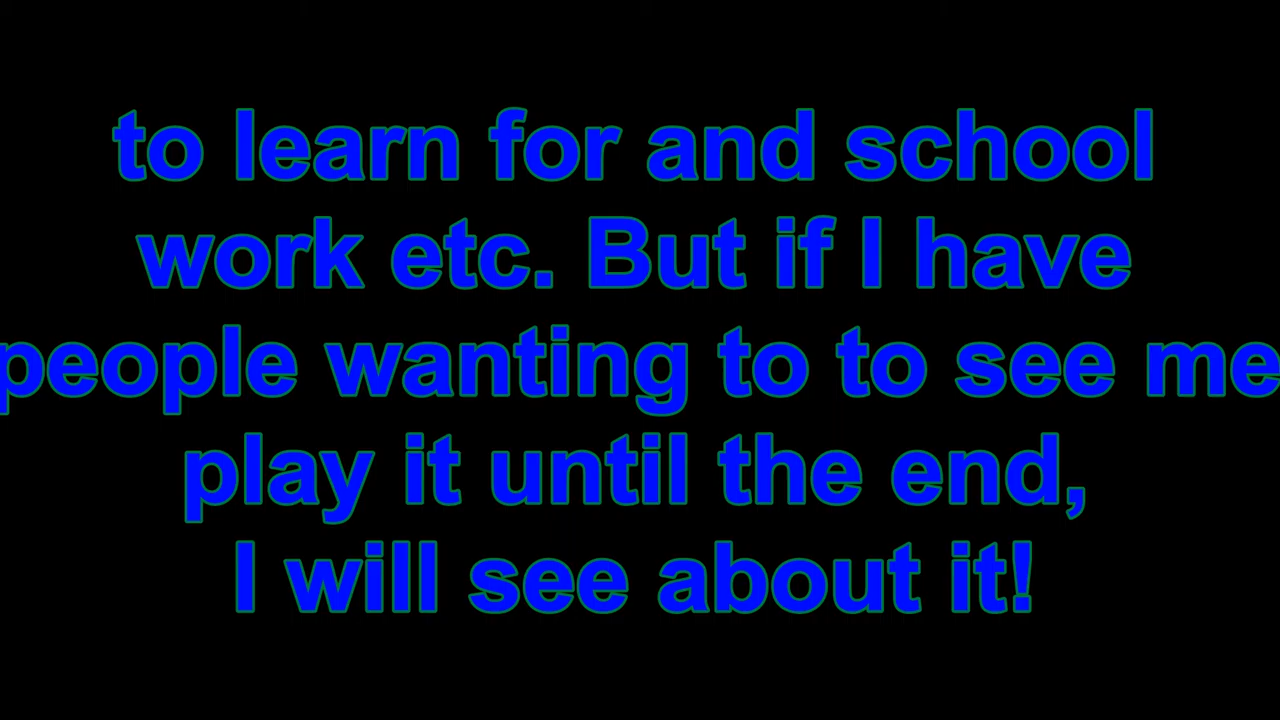 to learn for and school
work etc. But if I have
people wanting to to see me
play it until the end,
I will see about it!